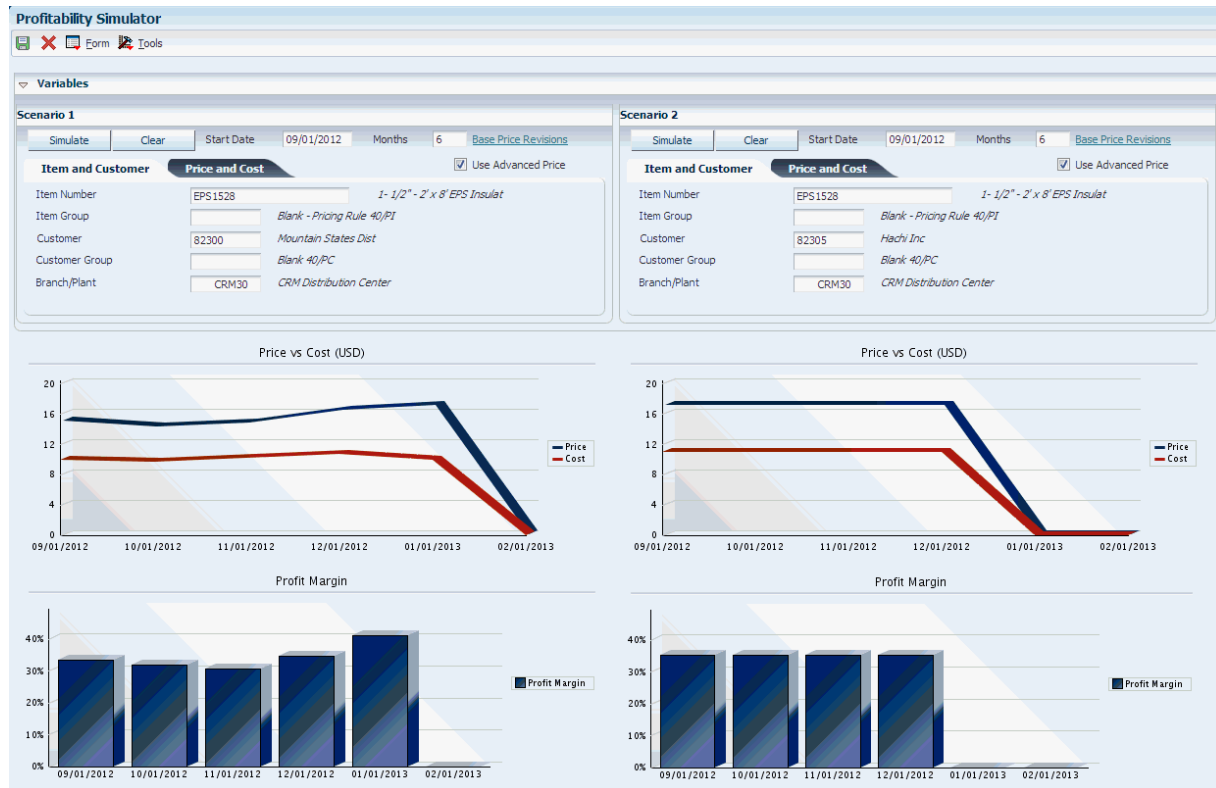 Profitability Simulator
Form Tools
Variables
Scenario 1
Simulate Clear Start Date 09/01/2012 Months 6 Base Price Revisions
Item and Customer Price and Cost Use Advanced Price
Item Number EPS1528 1- 1/2" - 2' x 8' EPS Insulat
Item Group Blank - Pricing Rule 40/PI
Customer 82300 Mountain States Dist
Customer Group Blank 40/PC
Branch/Plant CRM30 CRM Distribution Center
Scenario 2
Simulate Clear Start Date 09/01/2012 Months 6 Base Price Revisions
Item and Customer Price and Cost Use Advanced Price
Item Number EPS1528 1- 1/2" - 2' x 8' EPS Insulat
Item Group Blank - Pricing Rule 40/PI
Customer 82305 Hachi Inc
Customer Group Blank 40/PC
Branch/Plant CRM30 CRM Distribution Center
Price vs Cost (USD)
20
16
12
8
4
0
09/01/2012 10/01/2012 11/01/2012 12/01/2012 01/01/2013 02/01/2013
Price
Cost
Price vs Cost (USD)
20
16
12
8
4
0
09/01/2012 10/01/2012 11/01/2012 12/01/2012 01/01/2013 02/01/2013
Price
Cost
Profit Margin
40%
30%
20%
10%
0%
09/01/2012 10/01/2012 11/01/2012 12/01/2012 01/01/2013 02/01/2013
Profit Margin
Profit Margin
40%
30%
20%
10%
0%
09/01/2012 10/01/2012 11/01/2012 12/01/2012 01/01/2013 02/01/2013
Profit Margin